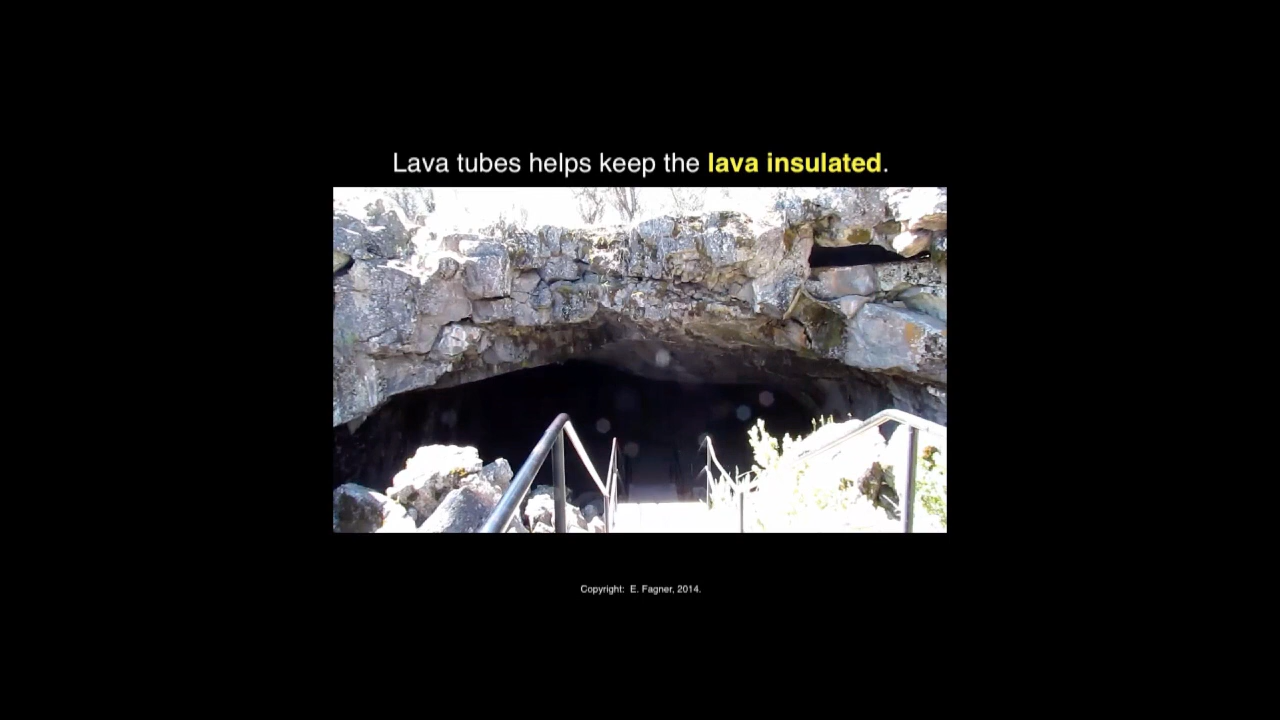 Lava tubes helps keep the lava insulated.
Copyright: E. Fagner, 2014.